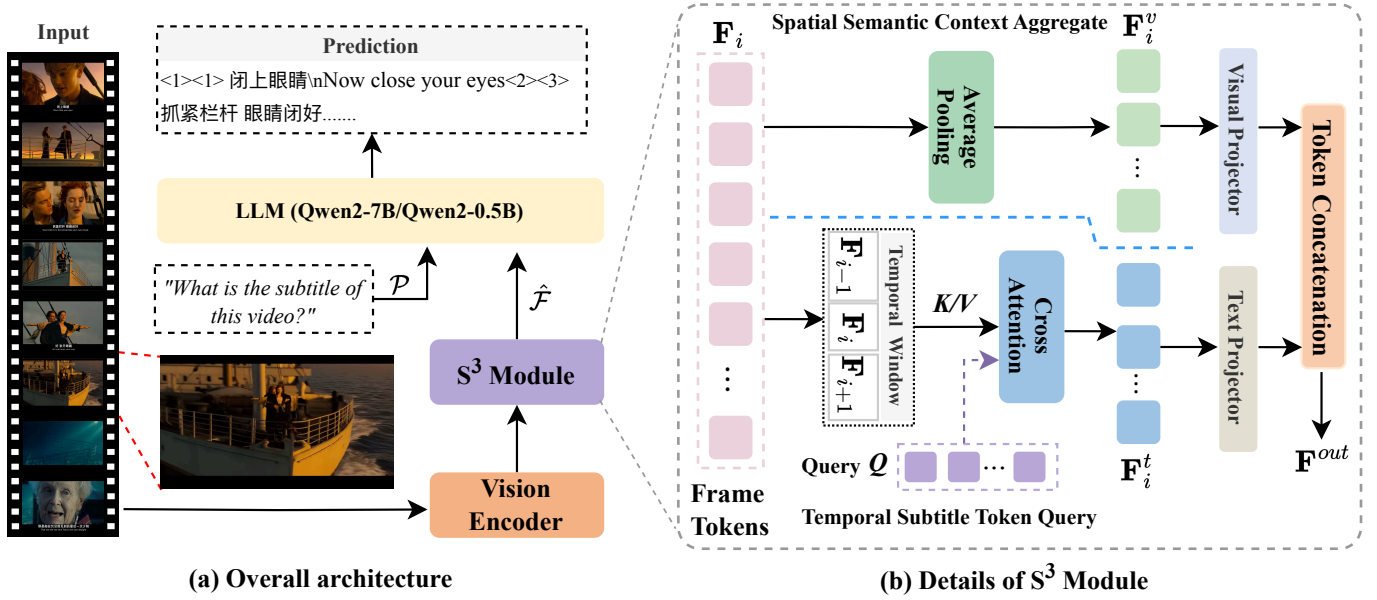 Input
Prediction
<1><1> 闭上眼睛\nNow close your eyes<2><3>
抓紧栏杆 眼睛闭好.......
LLM (Qwen2-7B/Qwen2-0.5B)
"What is the subtitle of
this video?"
𝒫
ℱ̂
S³ Module
Vision
Encoder
(a) Overall architecture
Spatial Semantic Context Aggregate
F_i
F_i^v
Average
Pooling
Visual Projector
Token Concatenation
F_{i-1}
F_i
F_{i+1}
Temporal Window
K/V
Cross
Attention
Text Projector
Query Q
F_i^t
F^{out}
Frame
Tokens
Temporal Subtitle Token Query
(b) Details of S³ Module